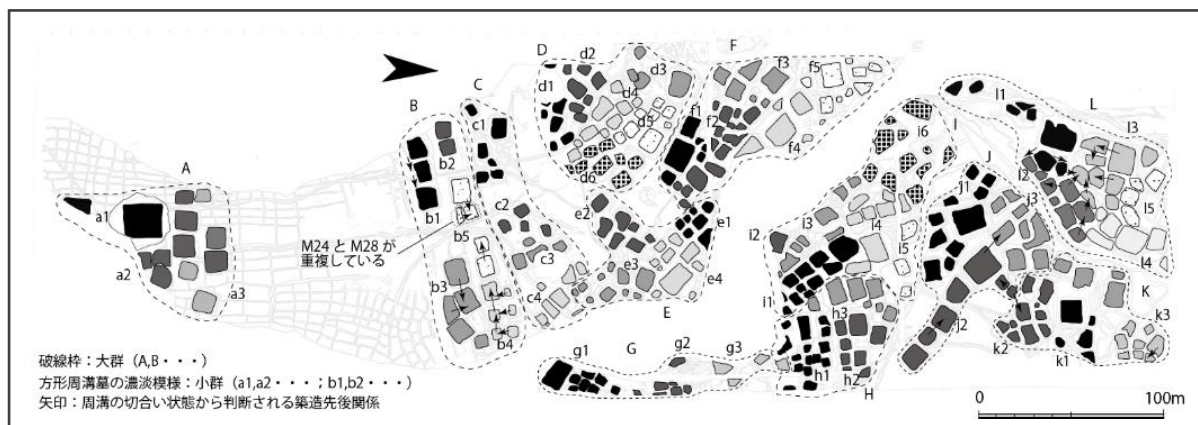 A
a1
a2
a3
B
b1
b2
b3
b4
b5
M24 と M28 が
重複している
C
c1
c2
c3
c4
D
d1
d2
d3
d4
d5
d6
E
e1
e2
e3
e4
F
f1
f2
f3
f4
f5
G
g1
g2
g3
H
h1
h2
h3
I
i1
i2
i3
i4
i5
i6
J
j1
j2
j3
K
k1
k2
k3
L
l1
l2
l3
l4
l5
破線枠：大群（A,B・・・）
方形周溝墓の濃淡模様：小群（a1,a2・・・；b1,b2・・・）
矢印：周溝の切合い状態から判断される築造先後関係
0 100m